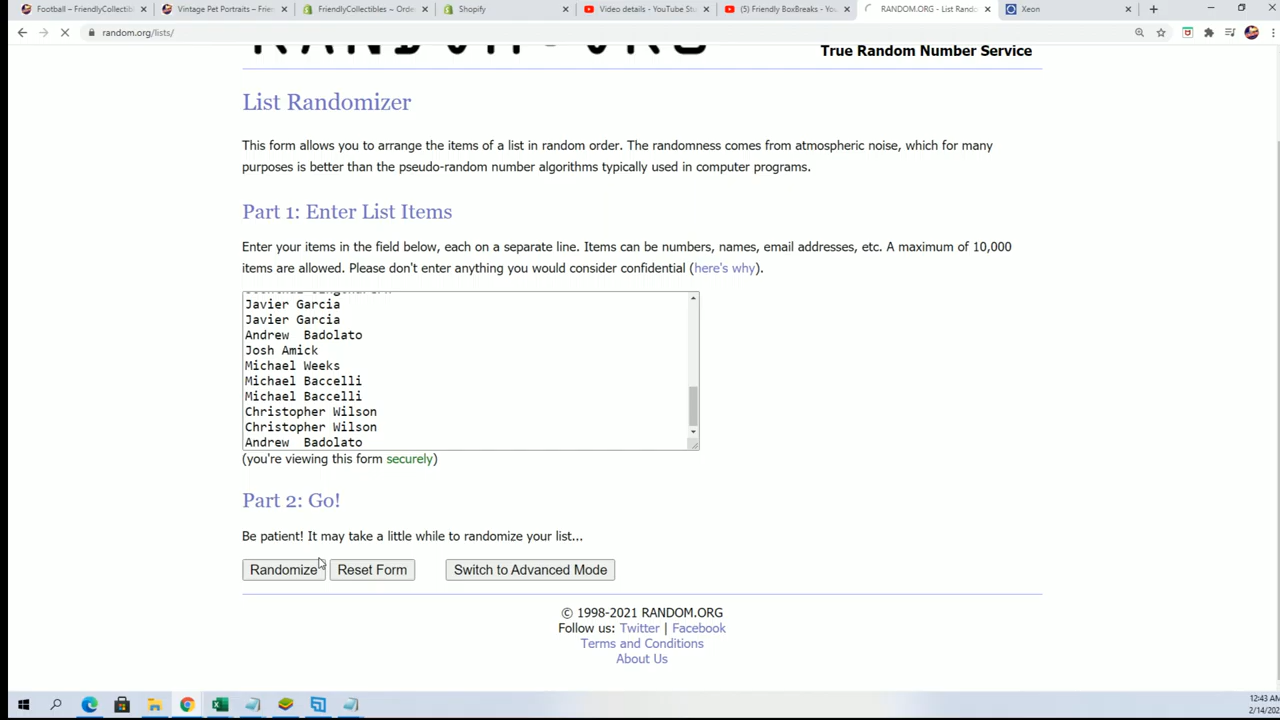 Football – FriendlyCollectibl
Vintage Pet Portraits – Frien
FriendlyCollectibles ~ Orde
Shopify
Video details - YouTube Stu
(5) Friendly BoxBreaks - You
RANDOM.ORG - List Rando
Xeon
random.org/lists/
RANDOM.ORG
True Random Number Service
List Randomizer
This form allows you to arrange the items of a list in random order. The randomness comes from atmospheric noise, which for many
purposes is better than the pseudo-random number algorithms typically used in computer programs.
Part 1: Enter List Items
Enter your items in the field below, each on a separate line. Items can be numbers, names, email addresses, etc. A maximum of 10,000
items are allowed. Please don't enter anything you would consider confidential (here's why).
Javier Garcia
Javier Garcia
Andrew  Badolato
Josh Amick
Michael Weeks
Michael Baccelli
Michael Baccelli
Christopher Wilson
Christopher Wilson
Andrew  Badolato
(you're viewing this form securely)
Part 2: Go!
Be patient! It may take a little while to randomize your list...
Randomize Reset Form Switch to Advanced Mode
© 1998-2021 RANDOM.ORG
Follow us: Twitter | Facebook
Terms and Conditions
About Us
12:43 AM
2/14/202